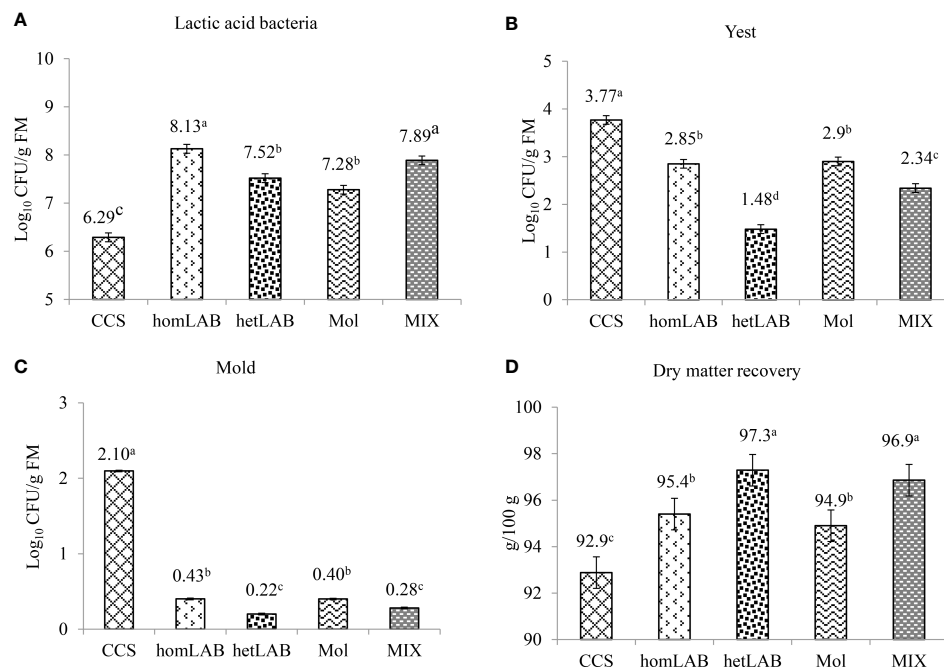 A
Lactic acid bacteria
Log10 CFU/g FM
10
9
8
7
6
5
6.29c
8.13a
7.52b
7.28b
7.89a
CCS homLAB hetLAB Mol MIX
B
Yest
Log10 CFU/g FM
5
4
3
2
1
0
3.77a
2.85b
1.48d
2.9b
2.34c
CCS homLAB hetLAB Mol MIX
C
Mold
Log10 CFU/g FM
3
2
1
0
2.10a
0.43b
0.22c
0.40b
0.28c
CCS homLAB hetLAB Mol MIX
D
Dry matter recovery
g/100 g
100
98
96
94
92
90
92.9c
95.4b
97.3a
94.9b
96.9a
CCS homLAB hetLAB Mol MIX